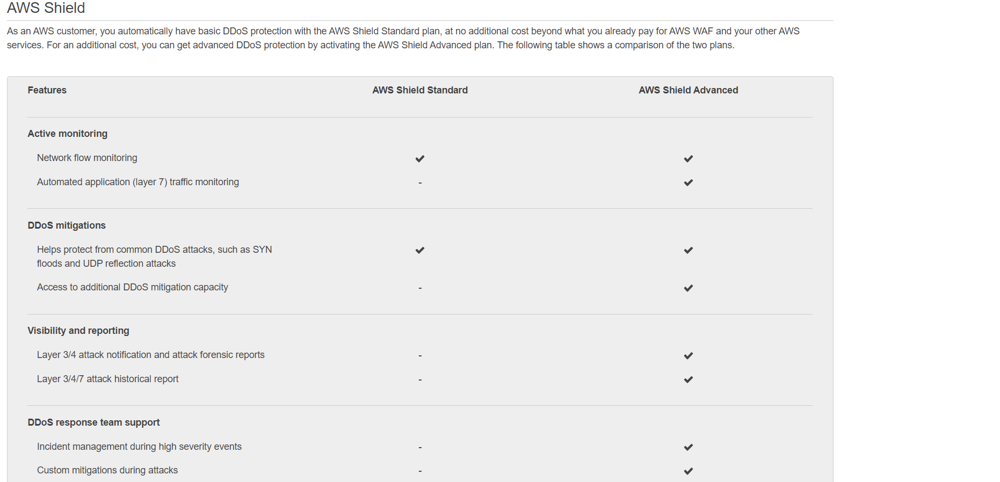 AWS Shield
As an AWS customer, you automatically have basic DDoS protection with the AWS Shield Standard plan, at no additional cost beyond what you already pay for AWS WAF and your other AWS
services. For an additional cost, you can get advanced DDoS protection by activating the AWS Shield Advanced plan. The following table shows a comparison of the two plans.
Features AWS Shield Standard AWS Shield Advanced
Active monitoring
Network flow monitoring ✔ ✔
Automated application (layer 7) traffic monitoring - ✔
DDoS mitigations
Helps protect from common DDoS attacks, such as SYN ✔ ✔
floods and UDP reflection attacks
Access to additional DDoS mitigation capacity - ✔
Visibility and reporting
Layer 3/4 attack notification and attack forensic reports - ✔
Layer 3/4/7 attack historical report - ✔
DDoS response team support
Incident management during high severity events - ✔
Custom mitigations during attacks - ✔